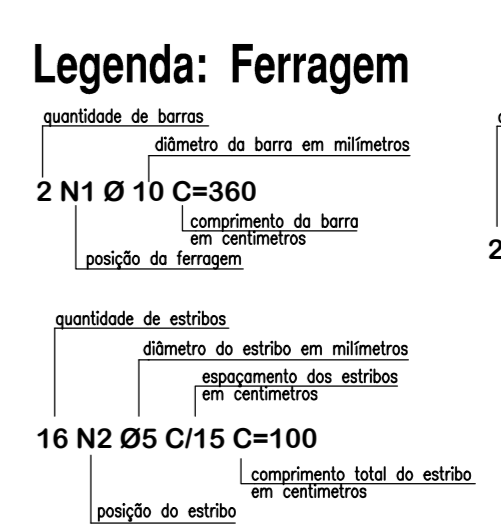 Legenda: Ferragem
quantidade de barras
diâmetro da barra em milímetros
2 N1 Ø 10 C=360
comprimento da barra
em centimetros
posição da ferragem
quantidade de estribos
diâmetro do estribo em milímetros
espaçamento dos estribos
em centimetros
16 N2 Ø5 C/15 C=100
comprimento total do estribo
em centimetros
posição do estribo
2